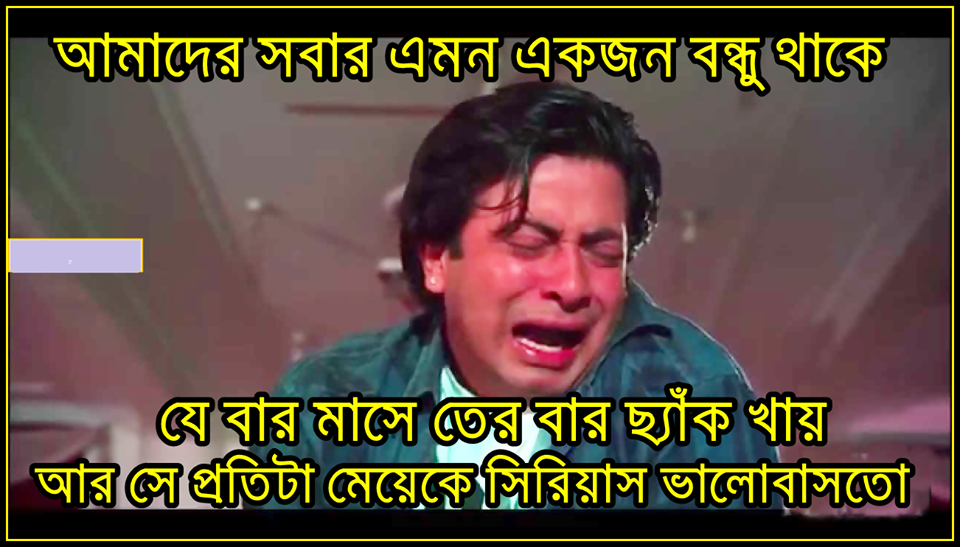 আমাদের সবার এমন একজন বন্ধু থাকে
যে বার মাসে তের বার ছ্যাঁক খায়
আর সে প্রতিটা মেয়েকে সিরিয়াস ভালোবাসতো